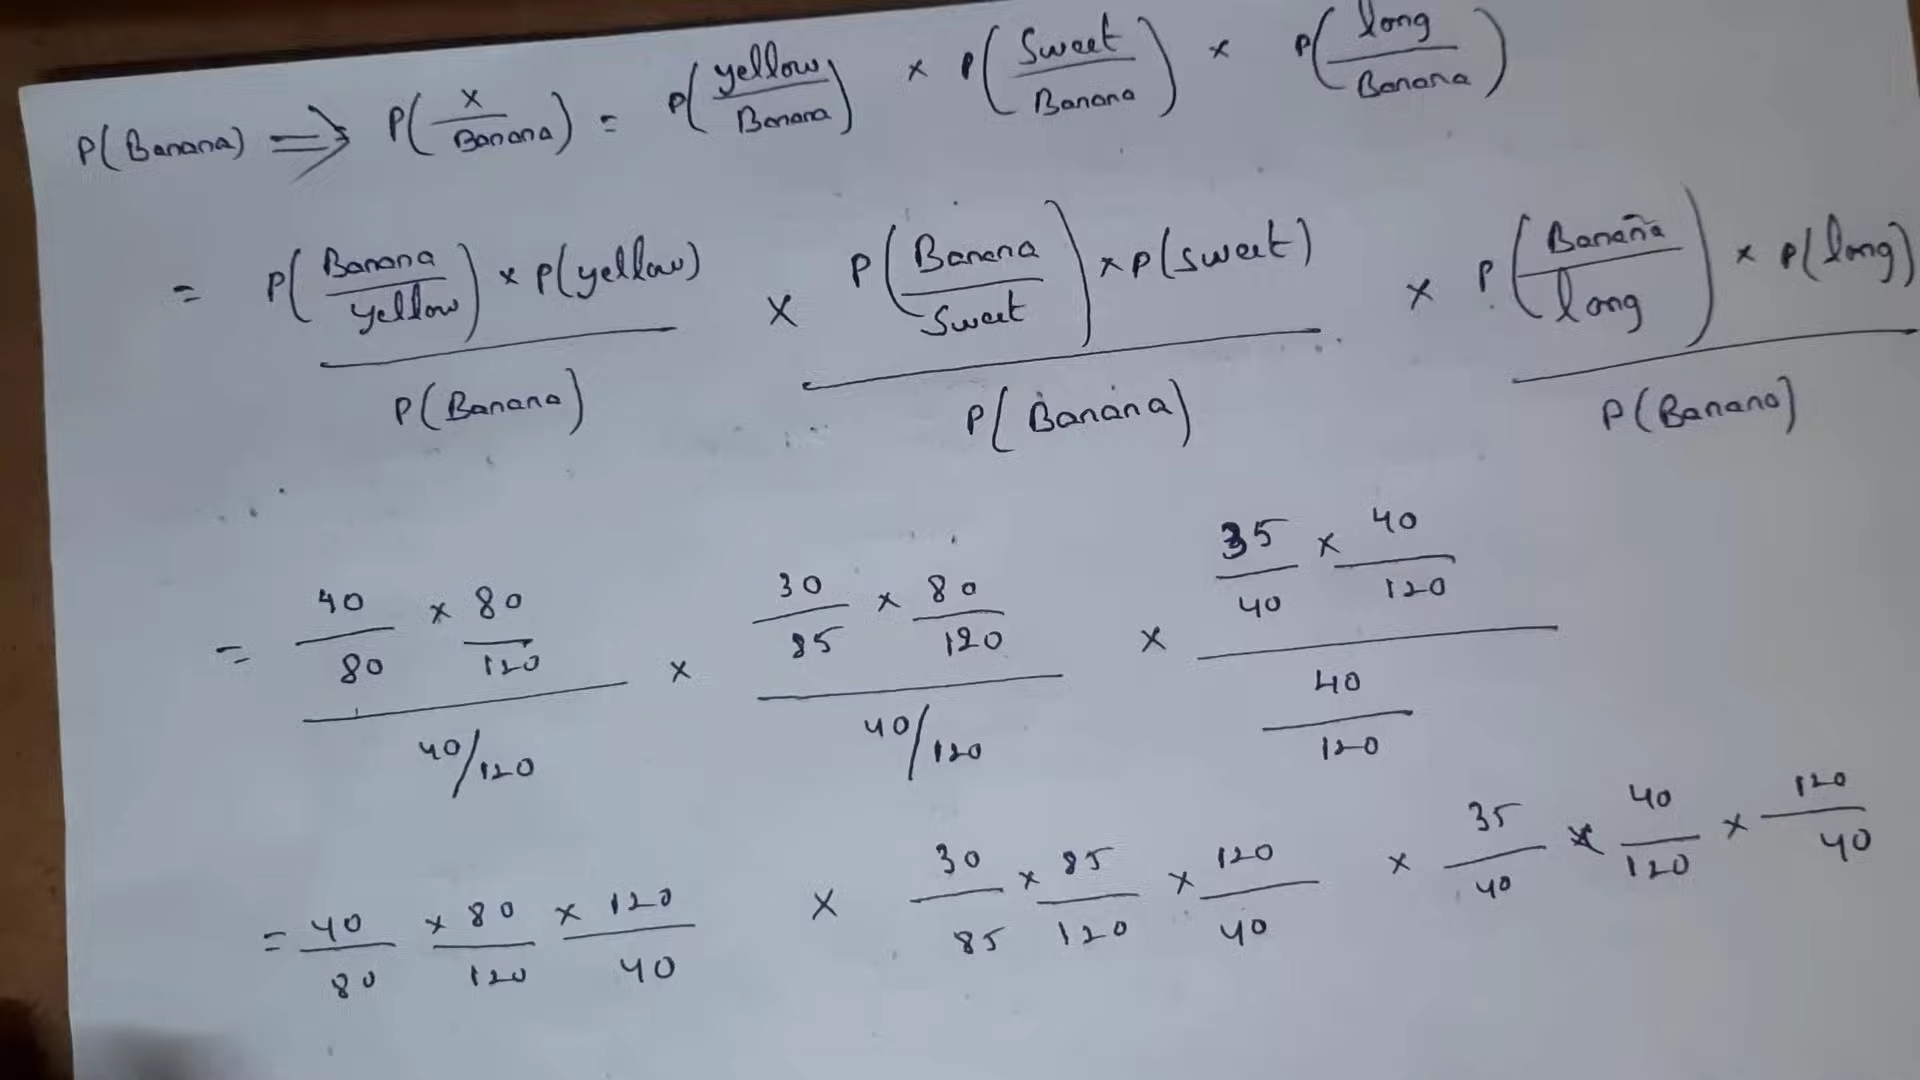 P(Banana) ⇒ P(x/Banana) = P(yellow/Banana) × P(Sweet/Banana) × P(long/Banana)
= P(Banana/yellow) × P(yellow) / P(Banana) × P(Banana/Sweet) × P(sweet) / P(Banana) × P(Banana/long) × P(long) / P(Banana)
= 40/80 × 80/120 / 40/120 × 30/85 × 80/120 / 40/120 × 35/40 × 40/120 / 40/120
= 40/80 × 80/120 × 120/40 × 30/85 × 85/120 × 120/40 × 35/40 × 40/120 × 120/40